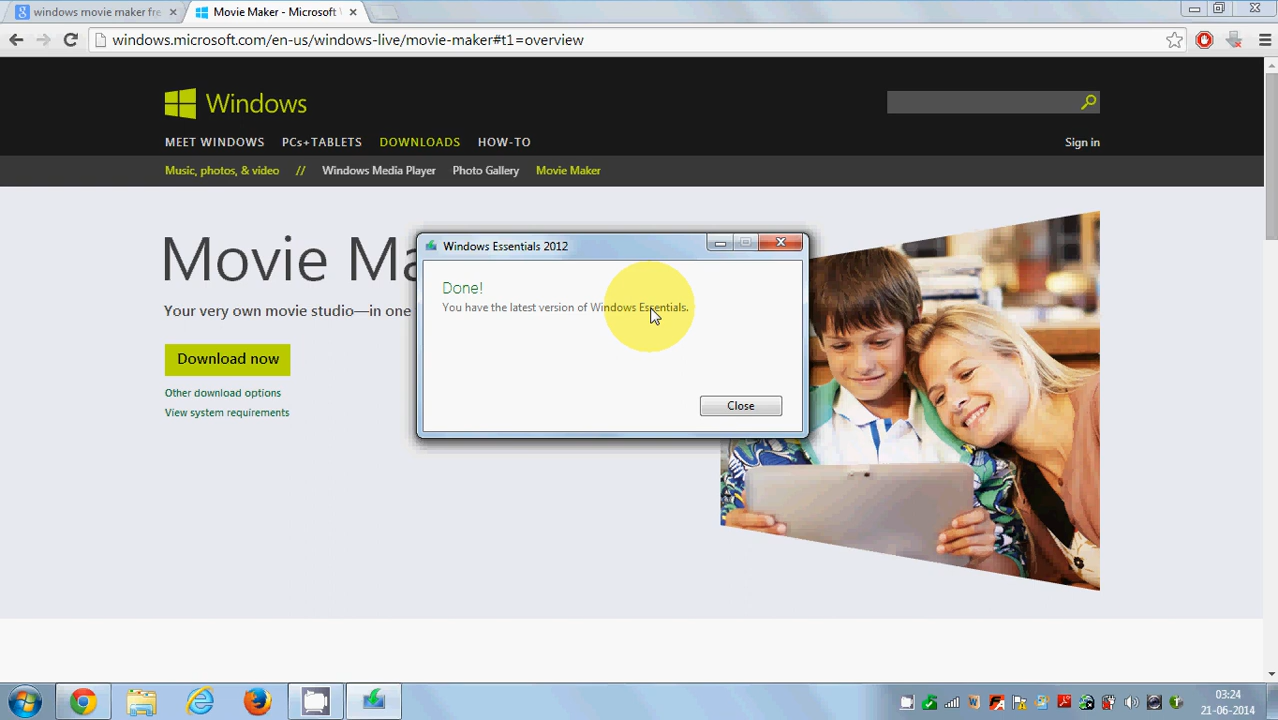 windows movie maker fre
Movie Maker - Microsoft
windows.microsoft.com/en-us/windows-live/movie-maker#t1=overview
Windows
MEET WINDOWS PCs+TABLETS DOWNLOADS HOW-TO
Sign in
Music, photos, & video // Windows Media Player Photo Gallery Movie Maker
Movie Ma
Your very own movie studio—in one
Download now
Other download options
View system requirements
Windows Essentials 2012
Done!
You have the latest version of Windows Essentials.
Close
03:24
21-06-2014